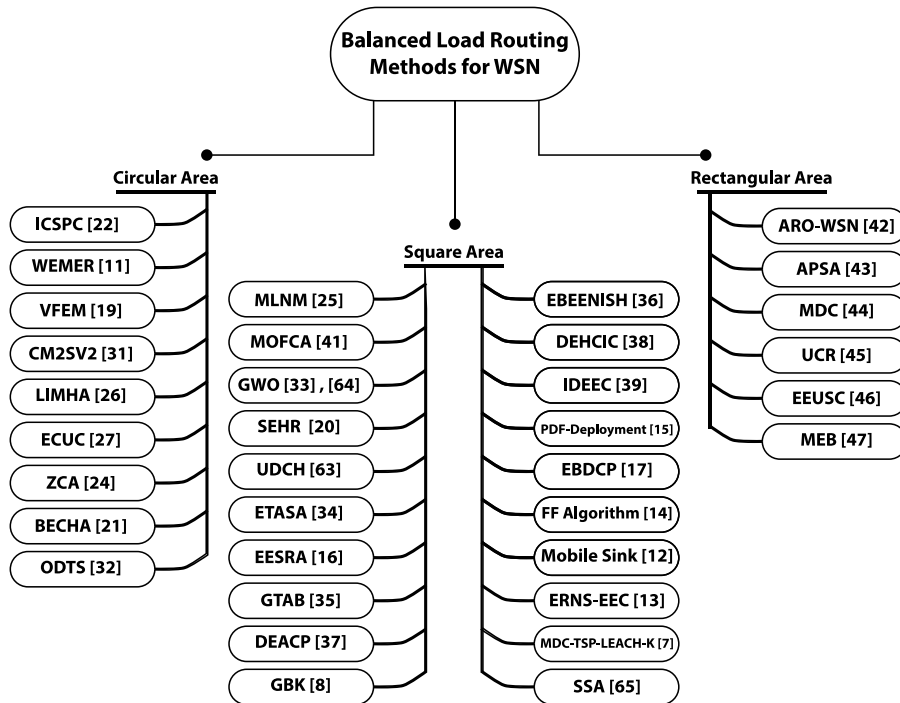 Balanced Load Routing
Methods for WSN
Circular Area
ICSPC [22]
WEMER [11]
VFEM [19]
CM2SV2 [31]
LIMHA [26]
ECUC [27]
ZCA [24]
BECHA [21]
ODTS [32]
Square Area
MLNM [25]
MOFCA [41]
GWO [33] , [64]
SEHR [20]
UDCH [63]
ETASA [34]
EESRA [16]
GTAB [35]
DEACP [37]
GBK [8]
EBEENISH [36]
DEHCIC [38]
IDEEC [39]
PDF-Deployment [15]
EBDCP [17]
FF Algorithm [14]
Mobile Sink [12]
ERNS-EEC [13]
MDC-TSP-LEACH-K [7]
SSA [65]
Rectangular Area
ARO-WSN [42]
APSA [43]
MDC [44]
UCR [45]
EEUSC [46]
MEB [47]